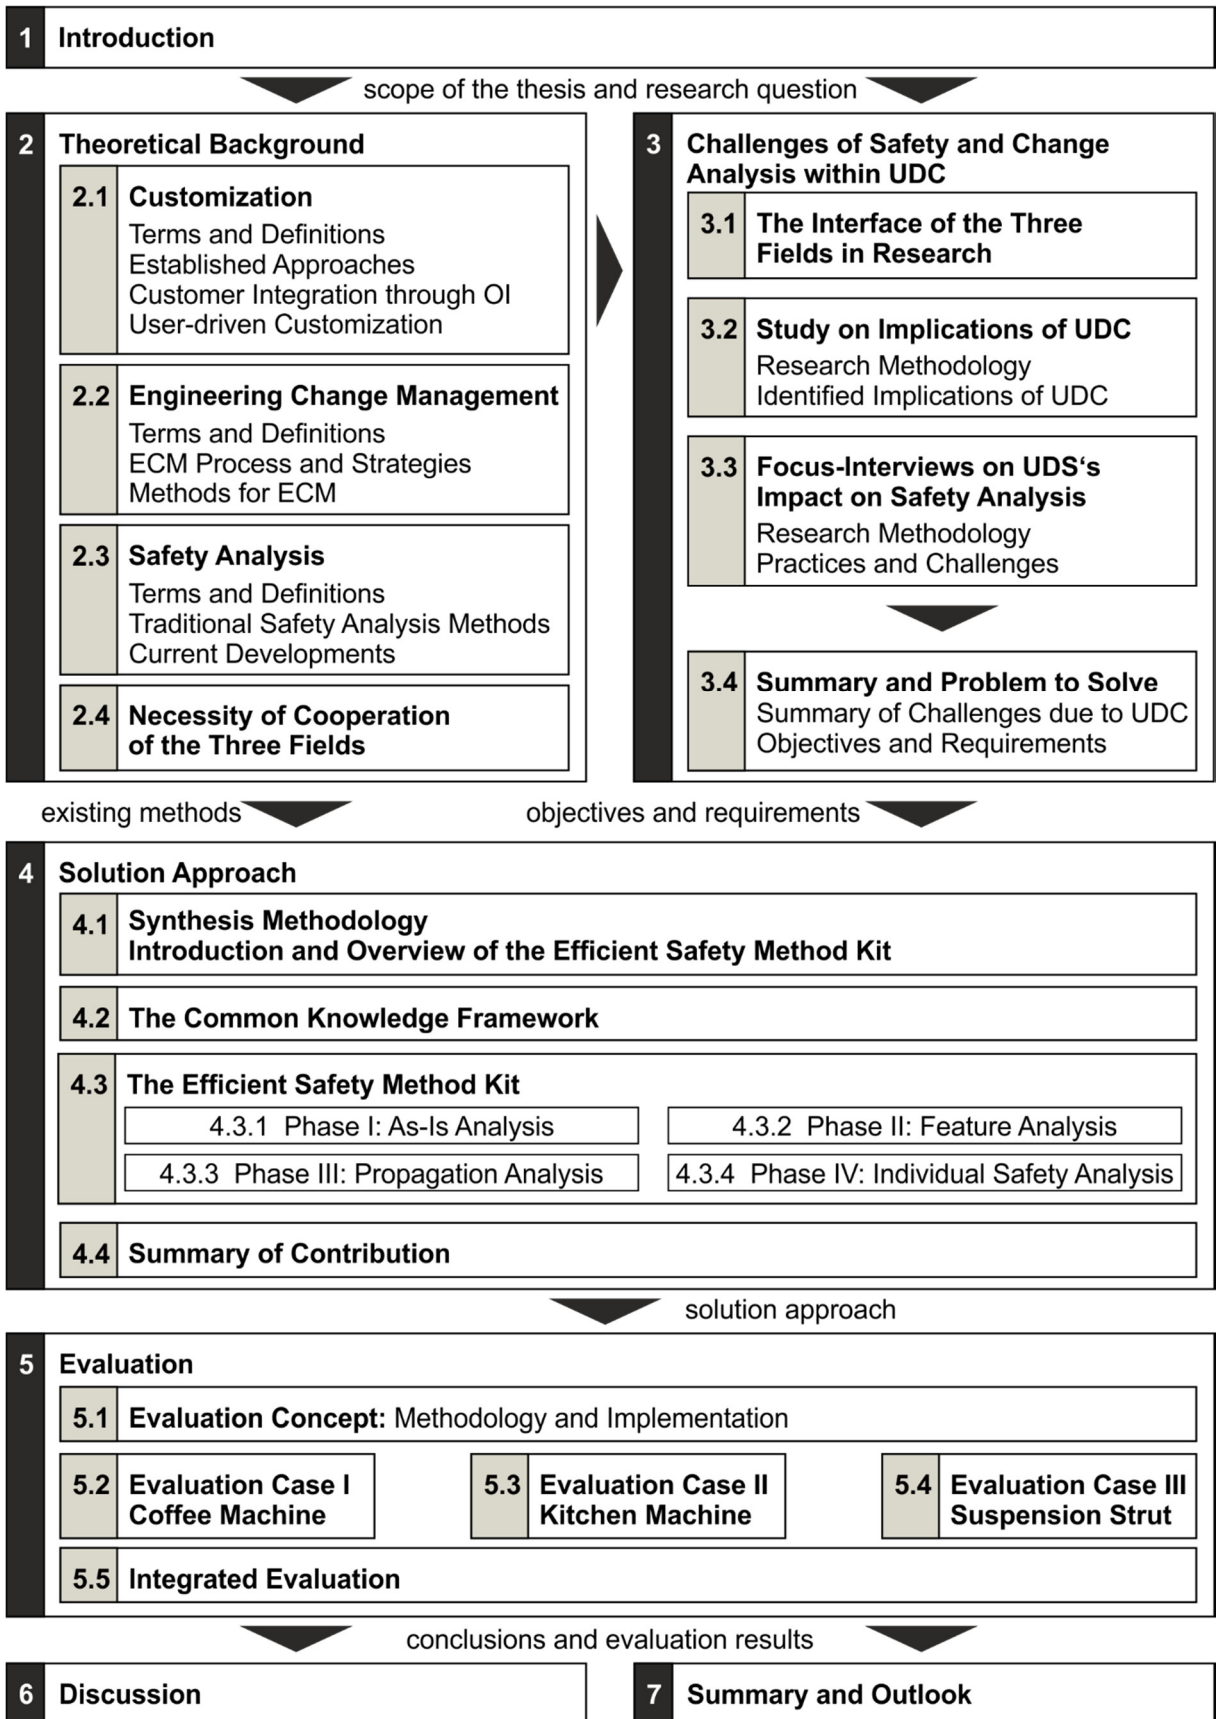 1 Introduction
scope of the thesis and research question
2 Theoretical Background
2.1 Customization
Terms and Definitions
Established Approaches
Customer Integration through OI
User-driven Customization
2.2 Engineering Change Management
Terms and Definitions
ECM Process and Strategies
Methods for ECM
2.3 Safety Analysis
Terms and Definitions
Traditional Safety Analysis Methods
Current Developments
2.4 Necessity of Cooperation
of the Three Fields
3 Challenges of Safety and Change
Analysis within UDC
3.1 The Interface of the Three
Fields in Research
3.2 Study on Implications of UDC
Research Methodology
Identified Implications of UDC
3.3 Focus-Interviews on UDS‘s
Impact on Safety Analysis
Research Methodology
Practices and Challenges
3.4 Summary and Problem to Solve
Summary of Challenges due to UDC
Objectives and Requirements
existing methods
objectives and requirements
4 Solution Approach
4.1 Synthesis Methodology
Introduction and Overview of the Efficient Safety Method Kit
4.2 The Common Knowledge Framework
4.3 The Efficient Safety Method Kit
4.3.1 Phase I: As-Is Analysis
4.3.2 Phase II: Feature Analysis
4.3.3 Phase III: Propagation Analysis
4.3.4 Phase IV: Individual Safety Analysis
4.4 Summary of Contribution
solution approach
5 Evaluation
5.1 Evaluation Concept: Methodology and Implementation
5.2 Evaluation Case I
Coffee Machine
5.3 Evaluation Case II
Kitchen Machine
5.4 Evaluation Case III
Suspension Strut
5.5 Integrated Evaluation
conclusions and evaluation results
6 Discussion
7 Summary and Outlook